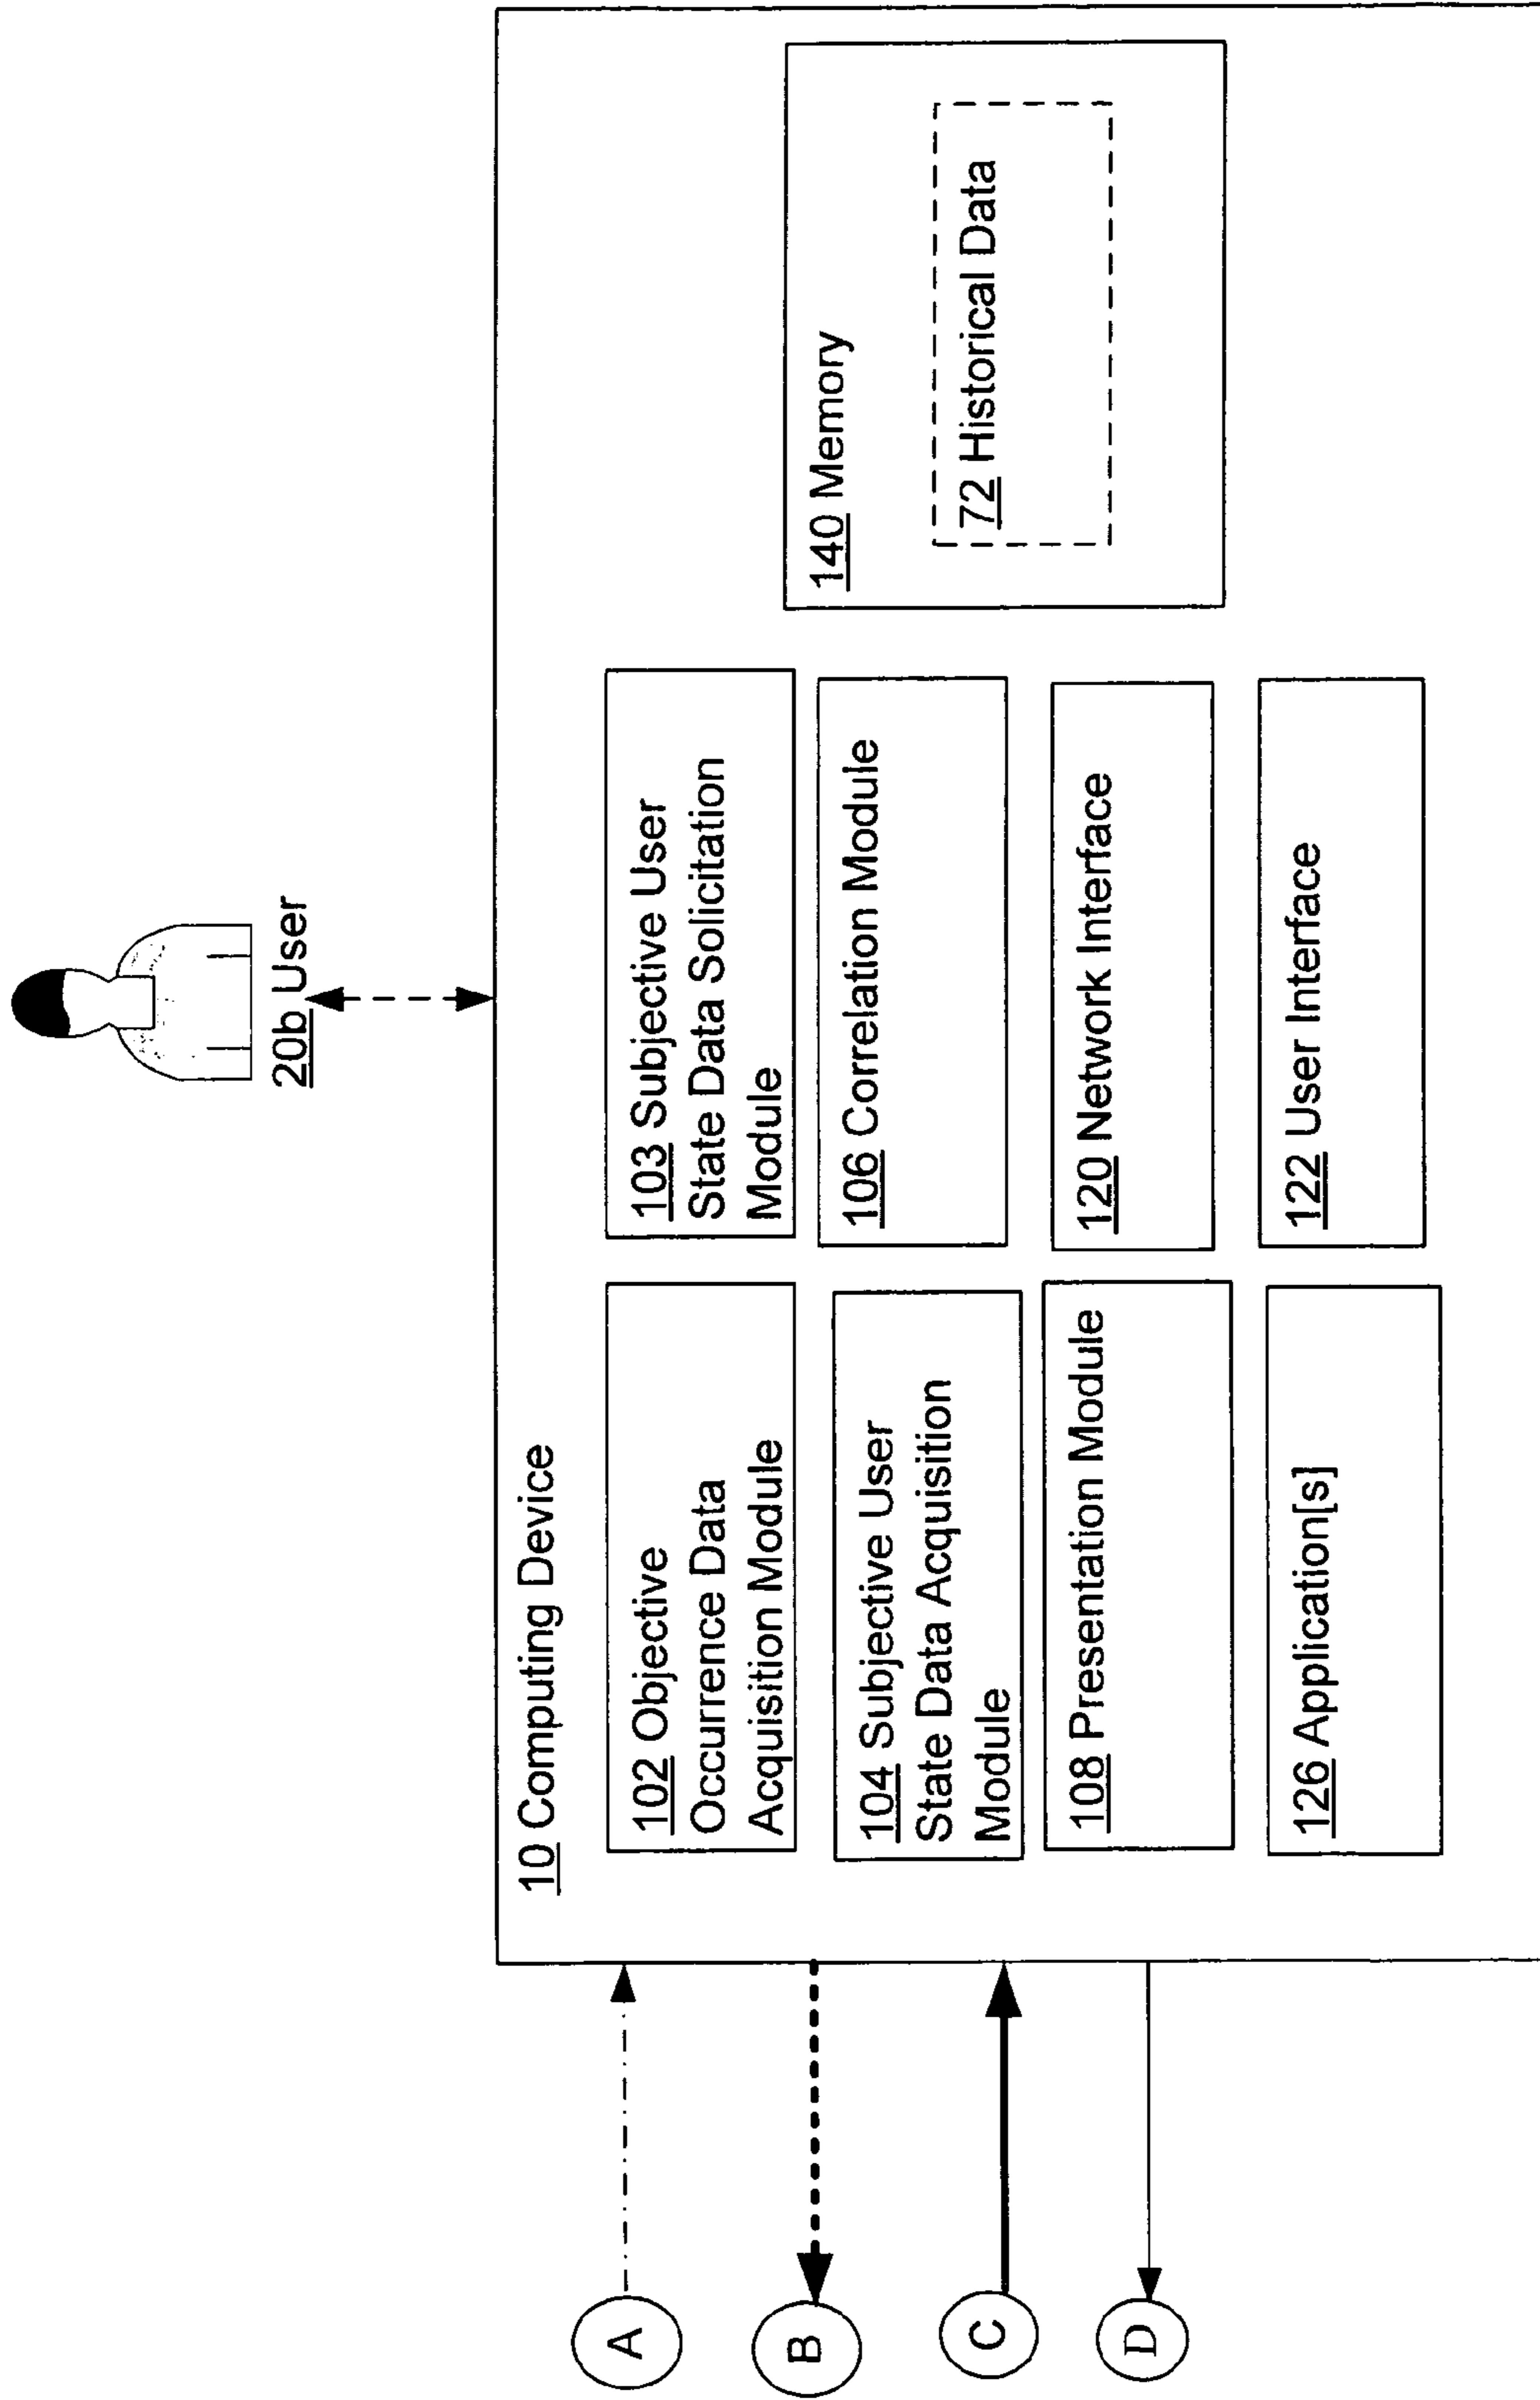 20b User
10 Computing Device
102 Objective
Occurrence Data
Acquisition Module
103 Subjective User
State Data Solicitation
Module
104 Subjective User
State Data Acquisition
Module
106 Correlation Module
108 Presentation Module
120 Network Interface
126 Application[s]
122 User Interface
140 Memory
72 Historical Data
A
B
C
D